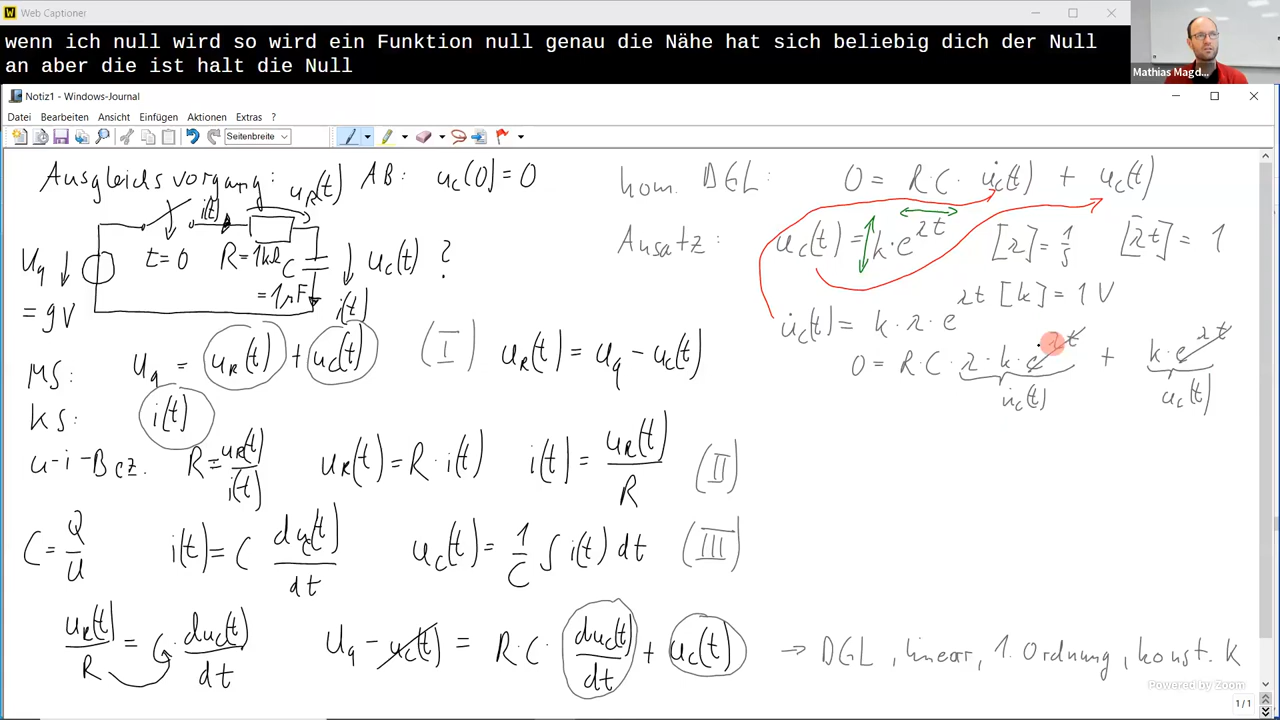 Web Captioner
wenn ich null wird so wird ein Funktion null genau die Nähe hat sich beliebig dich der Null
an aber die ist halt die Null
Mathias Magd...
Notiz1 - Windows-Journal
Datei Bearbeiten Ansicht Einfügen Aktionen Extras ?
Seitenbreite
Ausgleichsvorgang: AB: u_C(0) = 0
u_R(t)
i(t)
t=0 R=1kΩ C =1µF
U_q = 9V
u_C(t) ?
i(t)
MS: U_q = u_R(t) + u_C(t) (I) u_R(t) = U_q - u_C(t)
KS: i(t)
u-i-Bez. R = u_R(t)/i(t) u_R(t) = R · i(t) i(t) = u_R(t)/R (II)
C = Q/U i(t) = C du_C(t)/dt u_C(t) = 1/C ∫ i(t) dt (III)
u_R(t)/R = C · du_C(t)/dt U_q - u_C(t) = R·C · du_C(t)/dt + u_C(t) → DGL, linear, 1. Ordnung, konst. K
hom. DGL: 0 = R·C · u̇_C(t) + u_C(t)
Ansatz: u_C(t) = k·e^{λt} [λ] = 1/s [λt] = 1
[k] = 1V
u̇_C(t) = k · λ · e^{λt}
0 = R·C · λ · k · e^{λt} + k·e^{λt}
u̇_C(t) u_C(t)
Powered by Zoom
1/1